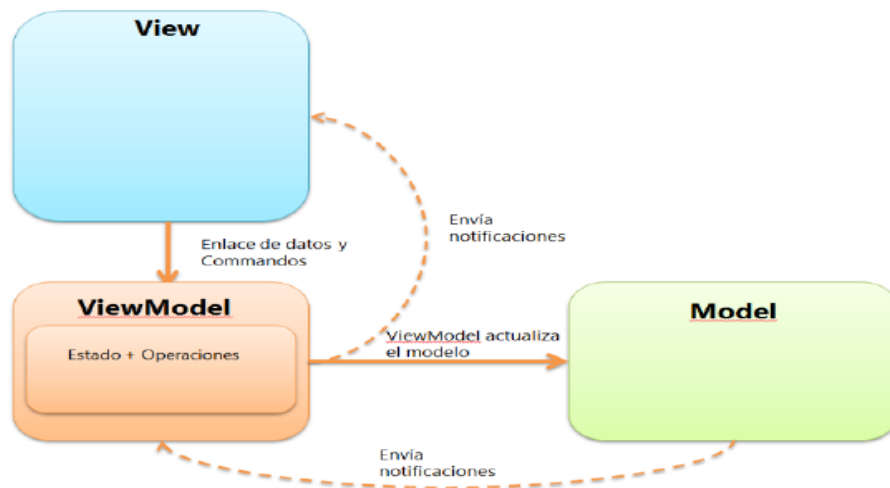 View
Envía
notificaciones
Enlace de datos y
Commandos
ViewModel
Estado + Operaciones
ViewModel actualiza
el modelo
Model
Envía
notificaciones